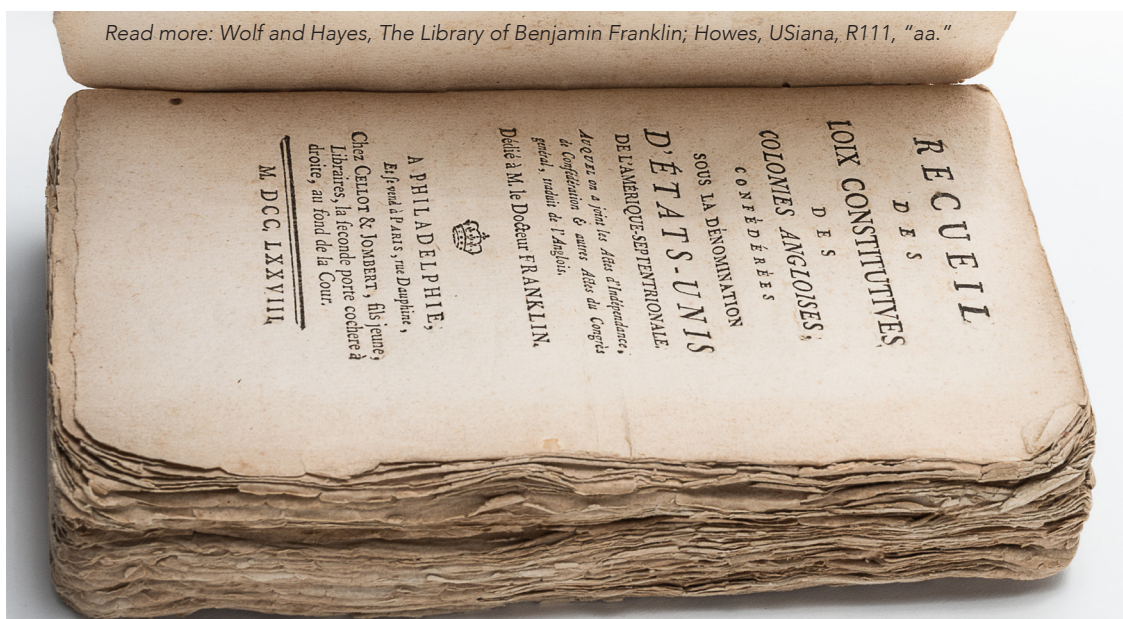 Read more: Wolf and Hayes, The Library of Benjamin Franklin; Howes, USiana, R111, “aa.”
RECUEIL
DES
LOIX CONSTITUTIVES
DES
COLONIES ANGLOISES,
CONFÉDÉRÉES
SOUS LA DÉNOMINATION
D'ÉTATS-UNIS
DE L'AMÉRIQUE-SEPTENTRIONALE.
AUQUEL on a joint les Actes d'Indépendance,
de Confédération & autres Actes du Congrès
général, traduit de l'Anglois.
Dédié à M. le Docteur FRANKLIN.
A PHILADELPHIE,
Et se vend à PARIS, rue Dauphine,
Chez CELLOT & JOMBERT, fils jeune,
Libraires, la seconde porte cochere à
droite, au fond de la Cour.
M. DCC. LXXVIII.